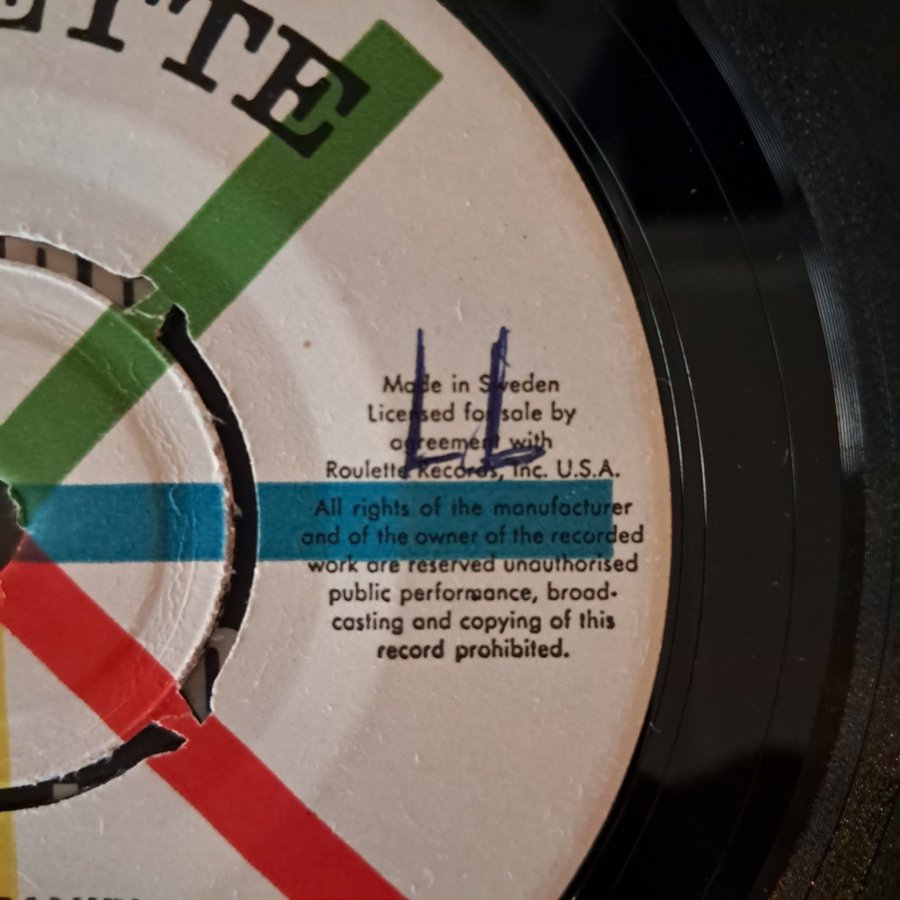 ETTE
LL
Made in Sweden
Licensed for sale by
agreement with
Roulette Records, Inc. U.S.A.
All rights of the manufacturer
and of the owner of the recorded
work are reserved unauthorised
public performance, broad-
casting and copying of this
record prohibited.